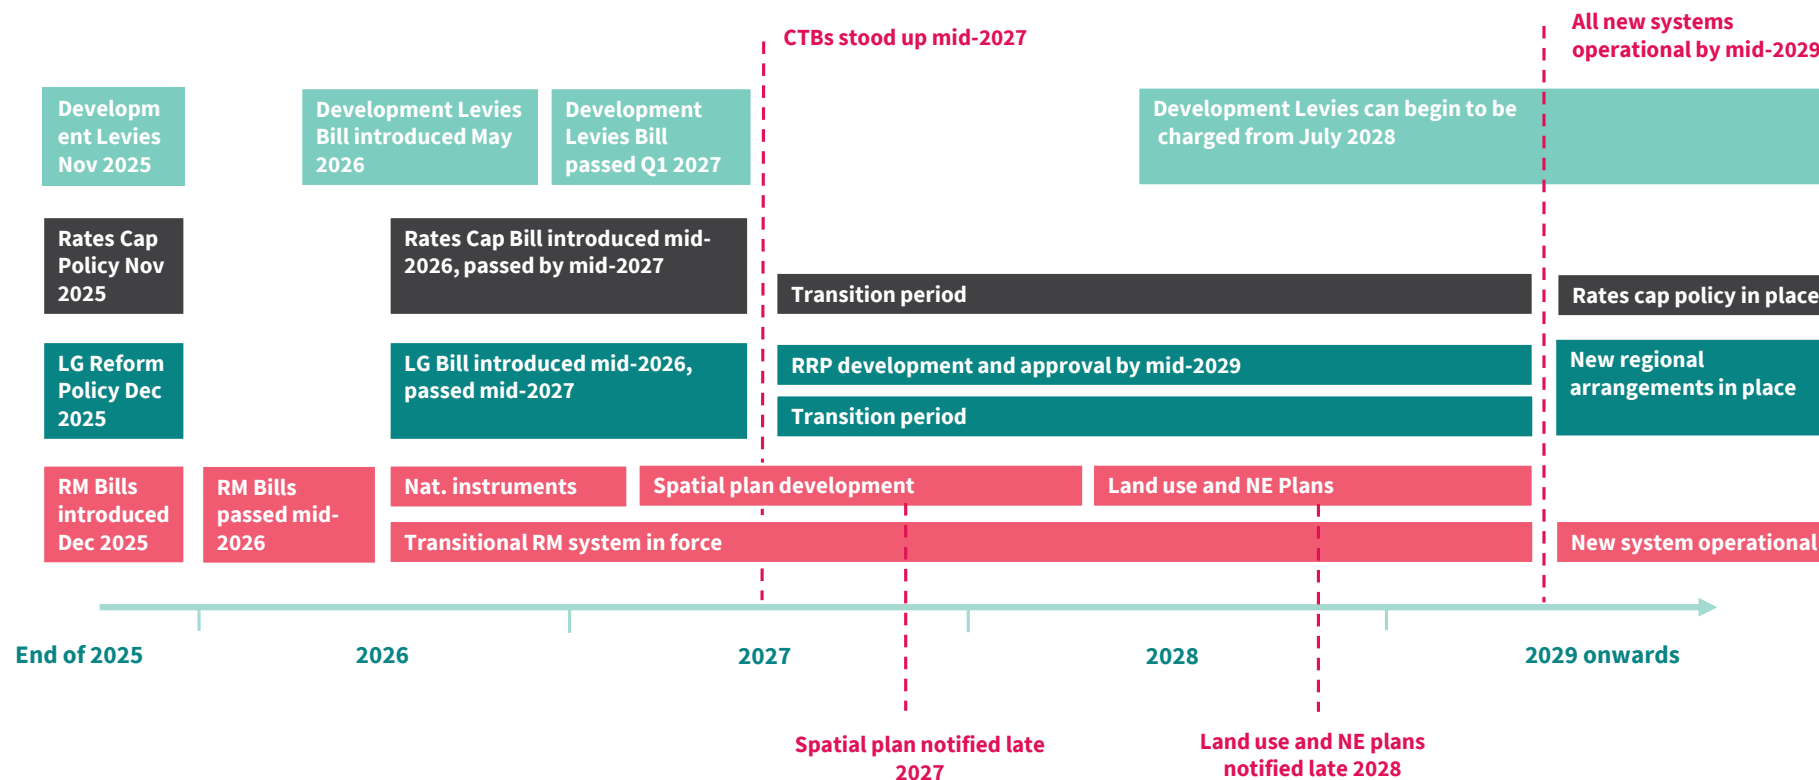 CTBs stood up mid-2027
All new systems
operational by mid-2029
Developm
ent Levies
Nov 2025
Development Levies
Bill introduced May
2026
Development
Levies Bill
passed Q1 2027
Development Levies can begin to be
charged from July 2028
Rates Cap
Policy Nov
2025
Rates Cap Bill introduced mid-
2026, passed by mid-2027
Transition period
Rates cap policy in place
LG Reform
Policy Dec
2025
LG Bill introduced mid-2026,
passed mid-2027
RRP development and approval by mid-2029
Transition period
New regional
arrangements in place
RM Bills
introduced
Dec 2025
RM Bills
passed mid-
2026
Nat. instruments
Spatial plan development
Land use and NE Plans
Transitional RM system in force
New system operational
End of 2025
2026
2027
2028
2029 onwards
Spatial plan notified late
2027
Land use and NE plans
notified late 2028